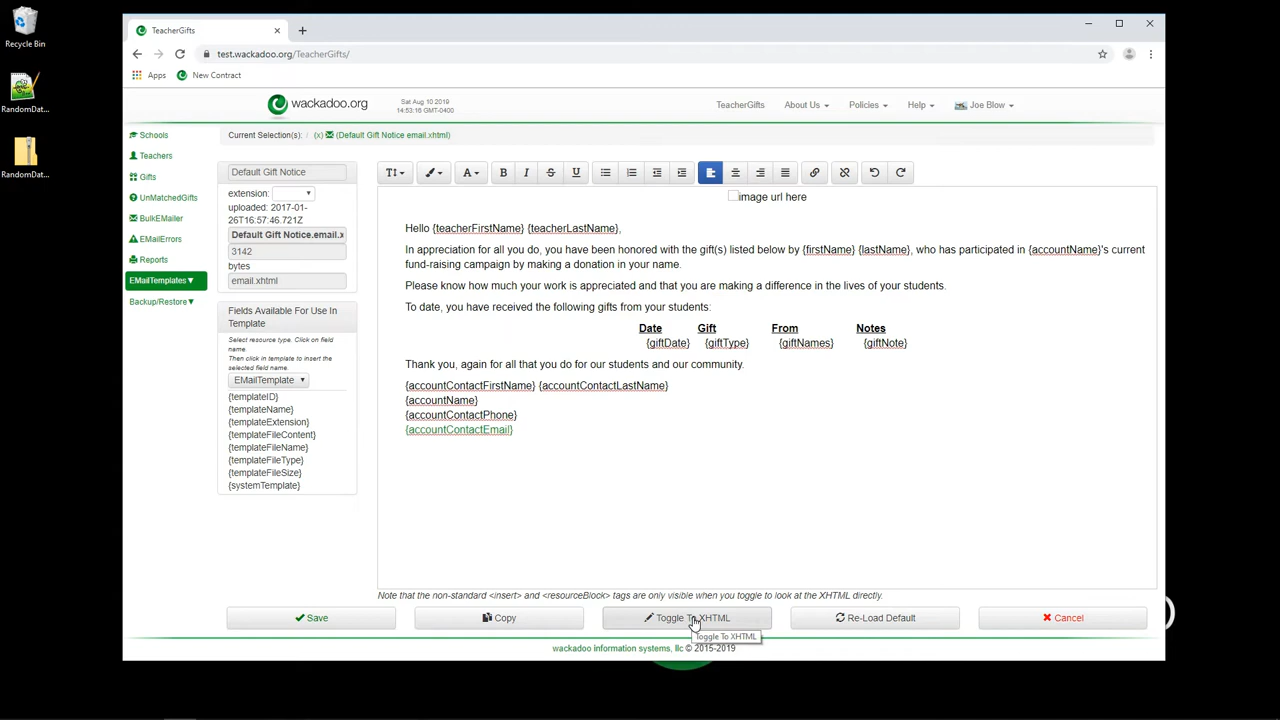 Recycle Bin
RandomDat...
RandomDat...
TeacherGifts
test.wackadoo.org/TeacherGifts/
Apps
New Contract
wackadoo.org
Sat Aug 10 2019
14:53:16 GMT-0400
TeacherGifts
About Us
Policies
Help
Joe Blow
Current Selection(s): / (x) (Default Gift Notice email.xhtml)
Schools
Teachers
Gifts
UnMatchedGifts
BulkEMailer
EMailErrors
Reports
EMailTemplates▼
Backup/Restore▼
Default Gift Notice
extension:
uploaded: 2017-01-
26T16:57:46.721Z
Default Gift Notice.email.x
3142
bytes
email.xhtml
Fields Available For Use In
Template
Select resource type. Click on field
name.
Then click in template to insert the
selected field name.
EMailTemplate
{templateID}
{templateName}
{templateExtension}
{templateFileContent}
{templateFileName}
{templateFileType}
{templateFileSize}
{systemTemplate}
image url here
Hello {teacherFirstName} {teacherLastName},
In appreciation for all you do, you have been honored with the gift(s) listed below by {firstName} {lastName}, who has participated in {accountName}'s current
fund-raising campaign by making a donation in your name.
Please know how much your work is appreciated and that you are making a difference in the lives of your students.
To date, you have received the following gifts from your students:
Date Gift From Notes
{giftDate} {giftType} {giftNames} {giftNote}
Thank you, again for all that you do for our students and our community.
{accountContactFirstName} {accountContactLastName}
{accountName}
{accountContactPhone}
{accountContactEmail}
Note that the non-standard <insert> and <resourceBlock> tags are only visible when you toggle to look at the XHTML directly.
Save
Copy
Toggle To XHTML
Re-Load Default
Cancel
Toggle To XHTML
wackadoo information systems, llc © 2015-2019